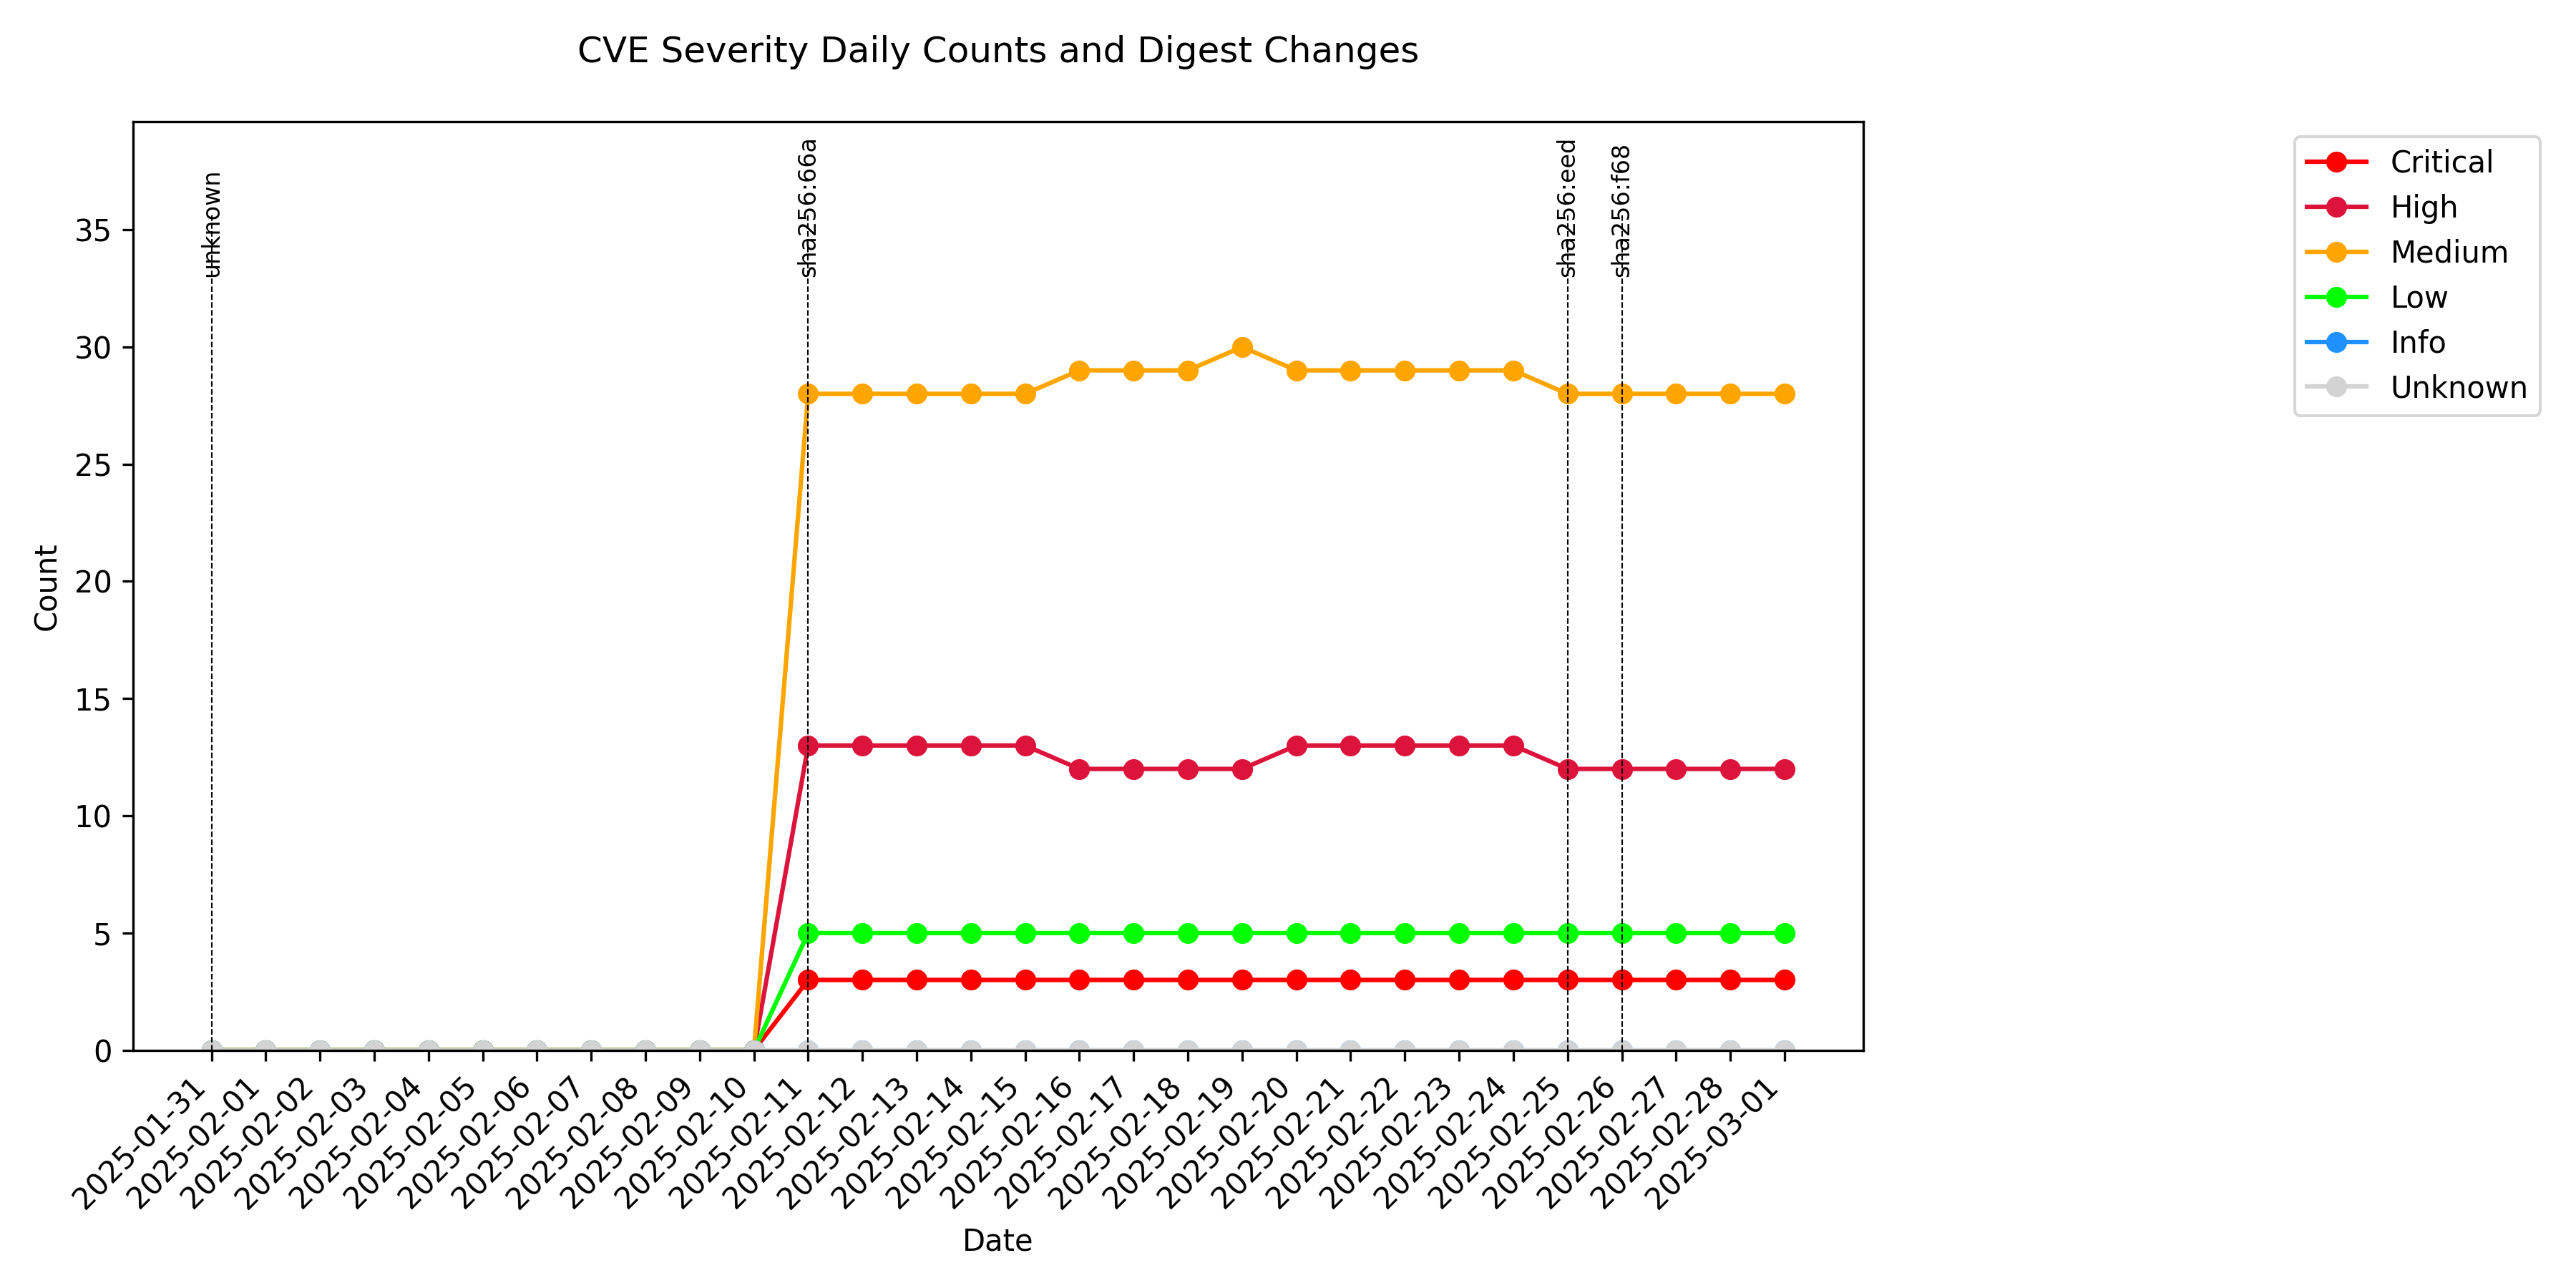 CVE Severity Daily Counts and Digest Changes
unknown
sha256:66a
sha256:eed
sha256:f68
Critical
High
Medium
Low
Info
Unknown
35
30
25
20
15
10
5
0
Count
2025-01-31
2025-02-01
2025-02-02
2025-02-03
2025-02-04
2025-02-05
2025-02-06
2025-02-07
2025-02-08
2025-02-09
2025-02-10
2025-02-11
2025-02-12
2025-02-13
2025-02-14
2025-02-15
2025-02-16
2025-02-17
2025-02-18
2025-02-19
2025-02-20
2025-02-21
2025-02-22
2025-02-23
2025-02-24
2025-02-25
2025-02-26
2025-02-27
2025-02-28
2025-03-01
Date